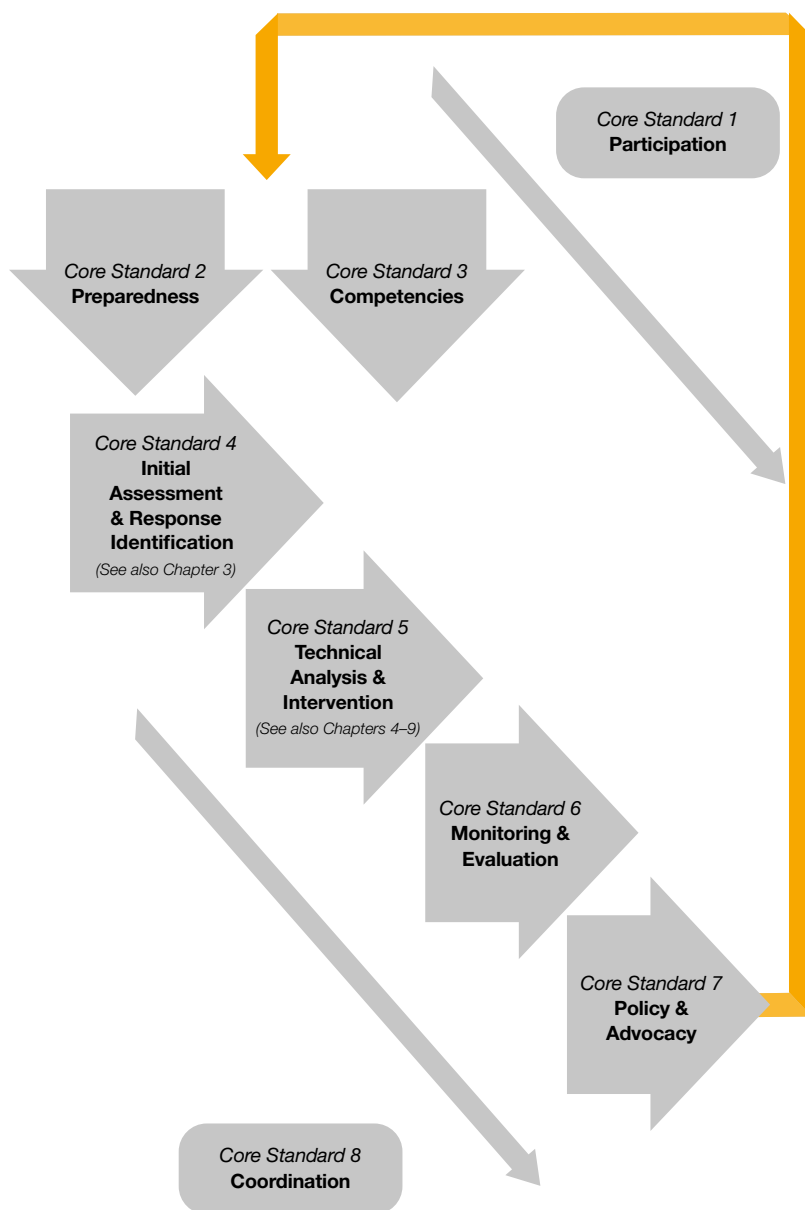 Core Standard 1
Participation
Core Standard 2
Preparedness
Core Standard 3
Competencies
Core Standard 4
Initial
Assessment
& Response
Identification
(See also Chapter 3)
Core Standard 5
Technical
Analysis &
Intervention
(See also Chapters 4–9)
Core Standard 6
Monitoring &
Evaluation
Core Standard 7
Policy &
Advocacy
Core Standard 8
Coordination